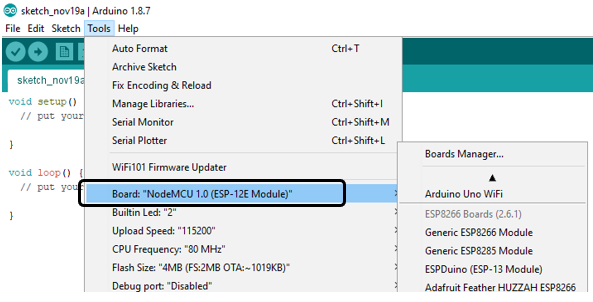 sketch_nov19a | Arduino 1.8.7
File Edit Sketch Tools Help
Auto Format Ctrl+T
Archive Sketch
Fix Encoding & Reload
Manage Libraries... Ctrl+Shift+I
Serial Monitor Ctrl+Shift+M
Serial Plotter Ctrl+Shift+L
WiFi101 Firmware Updater
Board: "NodeMCU 1.0 (ESP-12E Module)"
Builtin Led: "2"
Upload Speed: "115200"
CPU Frequency: "80 MHz"
Flash Size: "4MB (FS:2MB OTA:~1019KB)"
Debug port: "Disabled"
sketch_nov19a
void setup()
// put your
}
void loop() {
// put your
}
Boards Manager...
Arduino Uno WiFi
ESP8266 Boards (2.6.1)
Generic ESP8266 Module
Generic ESP8285 Module
ESPDuino (ESP-13 Module)
Adafruit Feather HUZZAH ESP8266